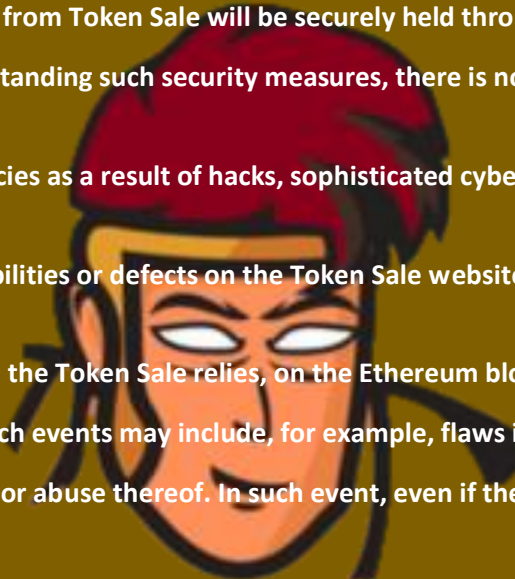 from Token Sale will be securely held thro
tanding such security measures, there is no
cies as a result of hacks, sophisticated cybe
bilities or defects on the Token Sale website
the Token Sale relies, on the Ethereum blo
ch events may include, for example, flaws i
or abuse thereof. In such event, even if the